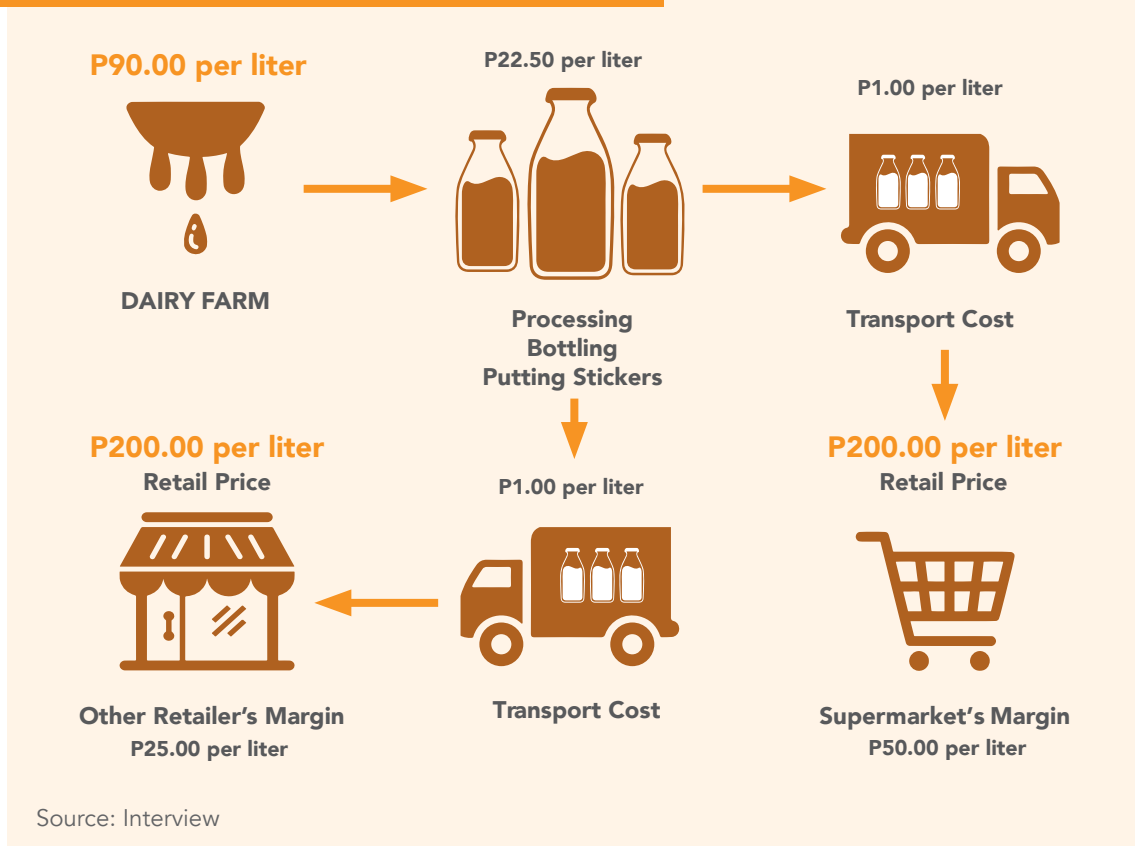 P90.00 per liter
DAIRY FARM
P22.50 per liter
Processing
Bottling
Putting Stickers
P1.00 per liter
Transport Cost
P200.00 per liter
Retail Price
Supermarket's Margin
P50.00 per liter
P1.00 per liter
Transport Cost
P200.00 per liter
Retail Price
Other Retailer's Margin
P25.00 per liter
Source: Interview